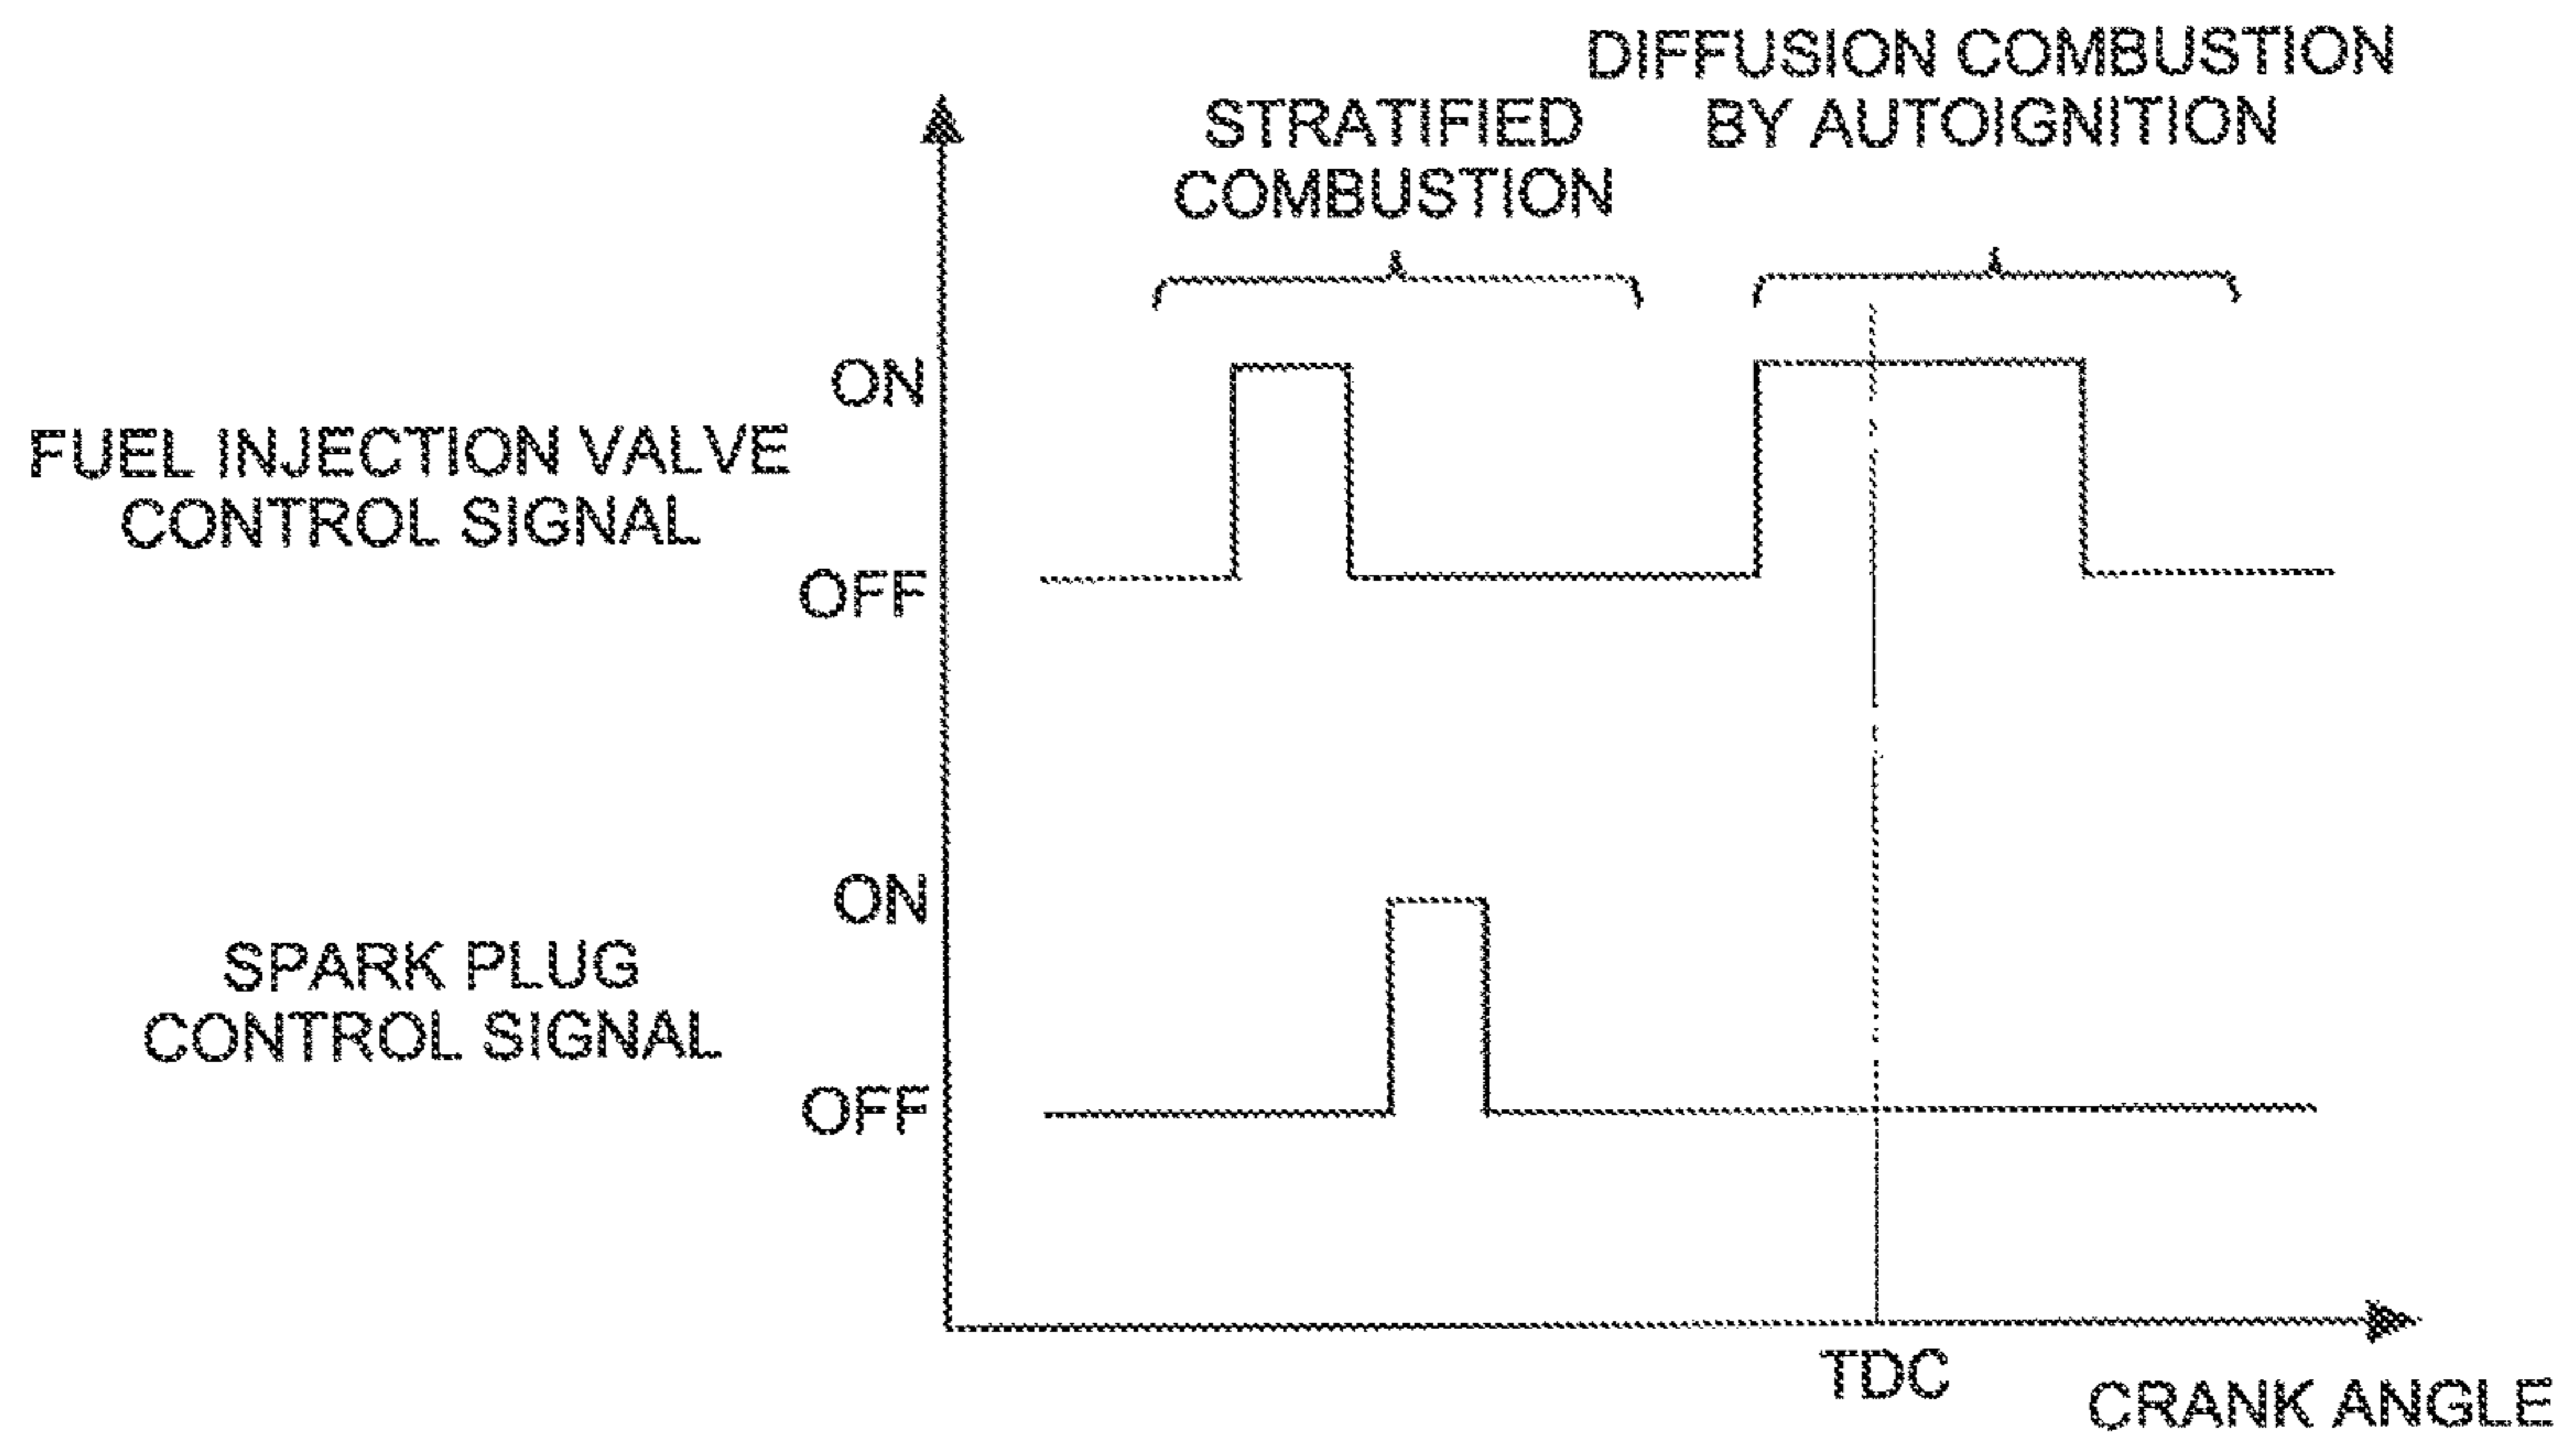 DIFFUSION COMBUSTION
BY AUTOIGNITION
STRATIFIED
COMBUSTION
ON
FUEL INJECTION VALVE
CONTROL SIGNAL
OFF
ON
SPARK PLUG
CONTROL SIGNAL
OFF
TDC
CRANK ANGLE